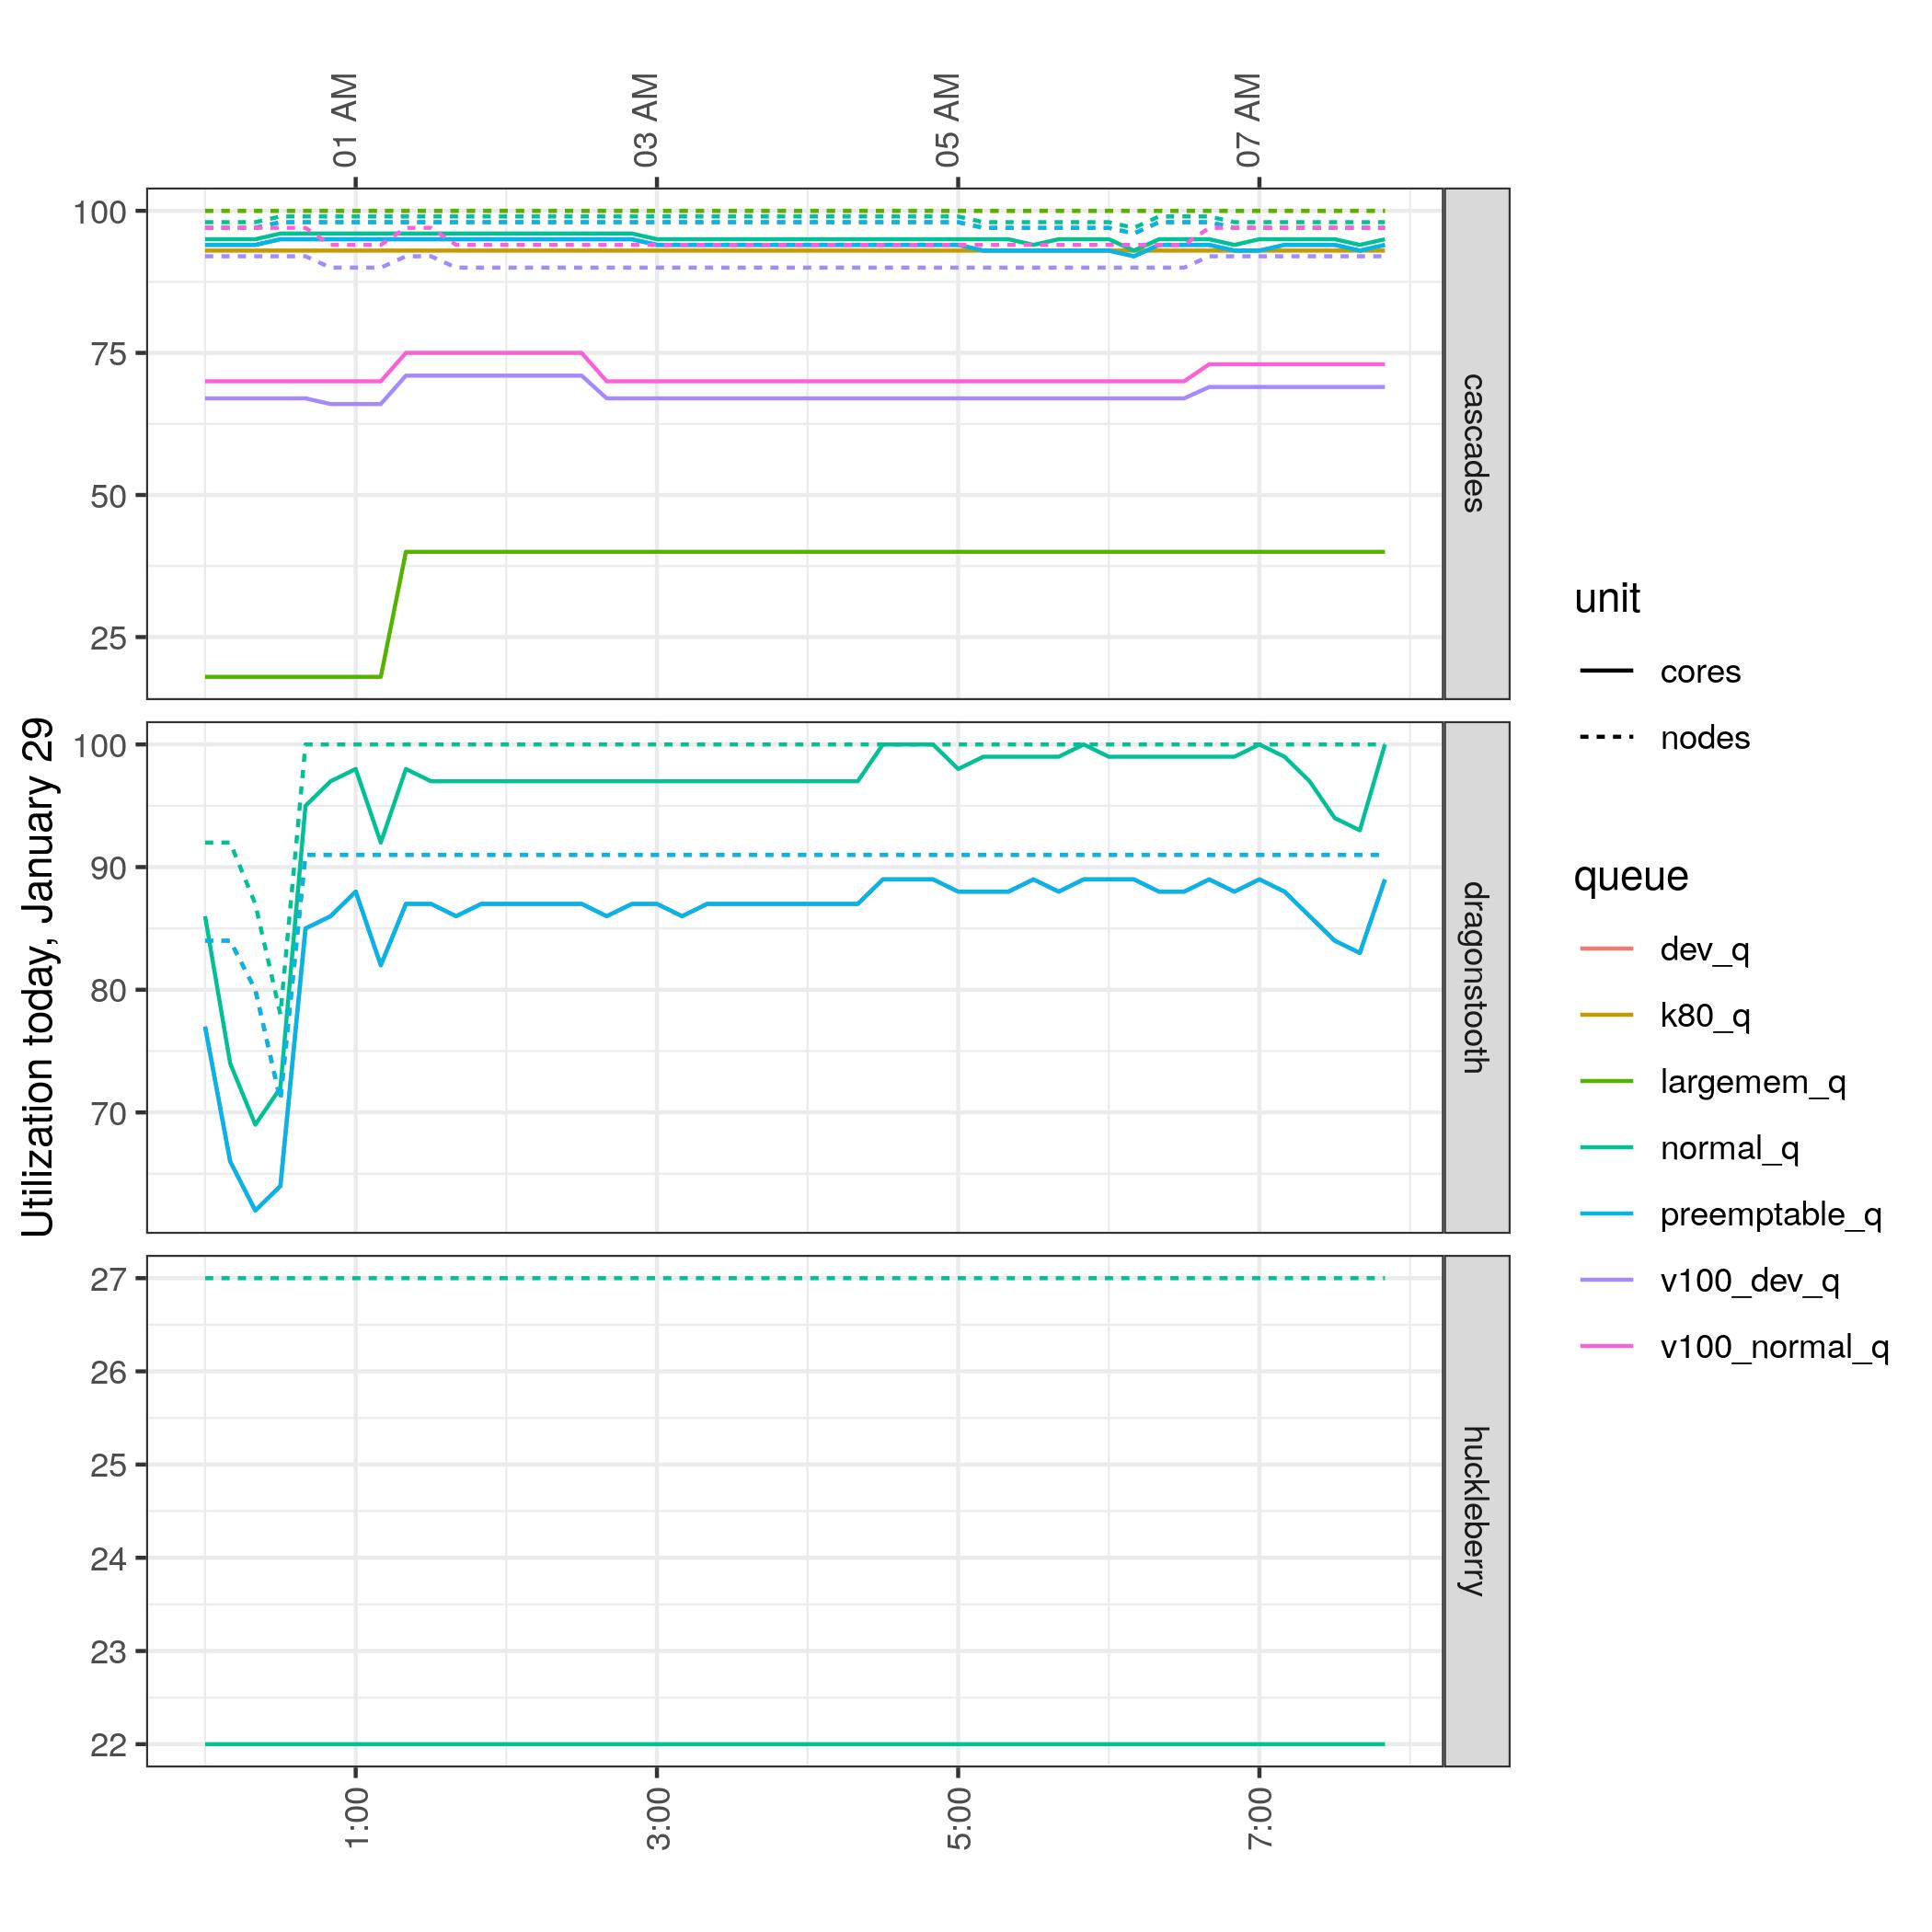 01 AM
03 AM
05 AM
07 AM
100
75
50
25
cascades
Utilization today, January 29
100
90
80
70
dragonstooth
27
26
25
24
23
22
huckleberry
1:00
3:00
5:00
7:00
unit
cores
nodes
queue
dev_q
k80_q
largemem_q
normal_q
preemptable_q
v100_dev_q
v100_normal_q